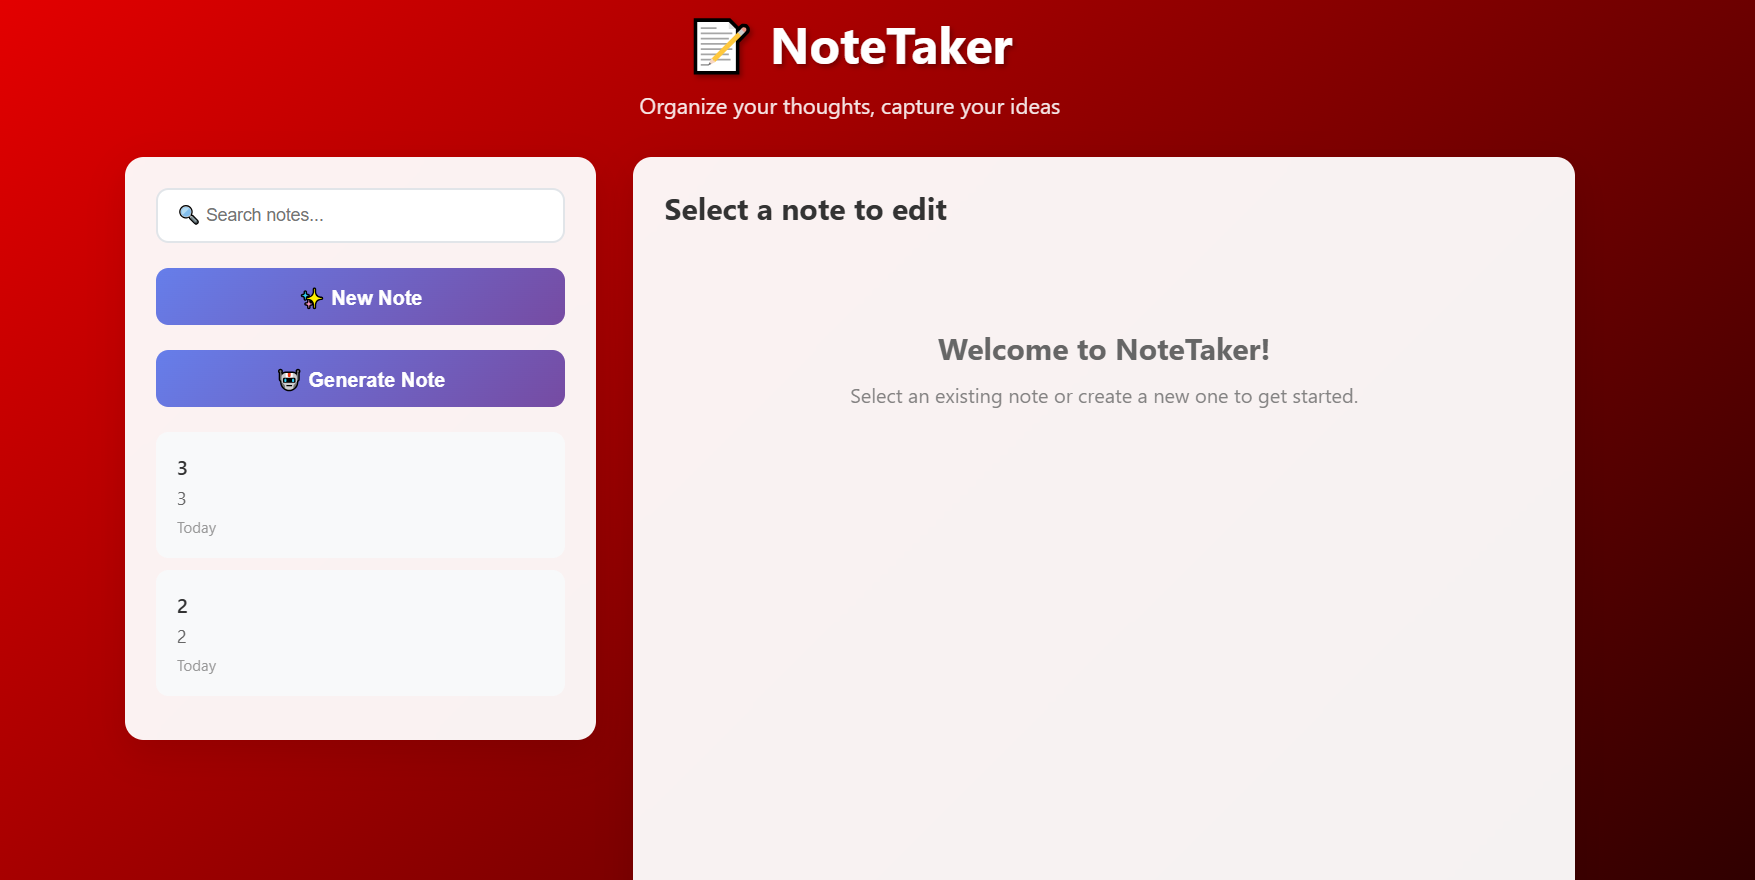 📝 NoteTaker
Organize your thoughts, capture your ideas
🔍 Search notes...
✨ New Note
🤖 Generate Note
3
3
Today
2
2
Today
Select a note to edit
Welcome to NoteTaker!
Select an existing note or create a new one to get started.